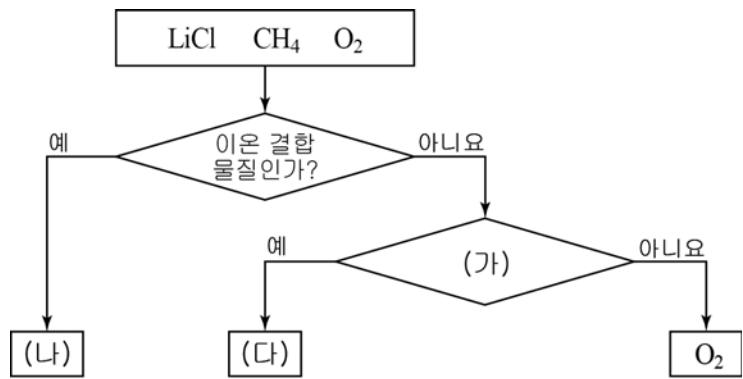 LiCl CH₄ O₂
이온 결합
물질인가?
예
아니요
(가)
예
아니요
(나)
(다)
O₂